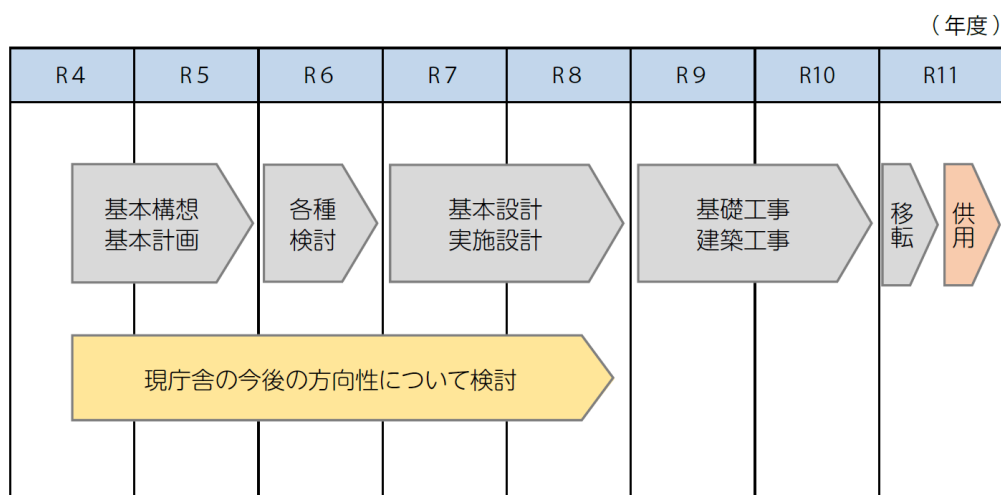 （年度）
R4 R5 R6 R7 R8 R9 R10 R11
基本構想
基本計画
各種
検討
基本設計
実施設計
基礎工事
建築工事
移転
供用
現庁舎の今後の方向性について検討